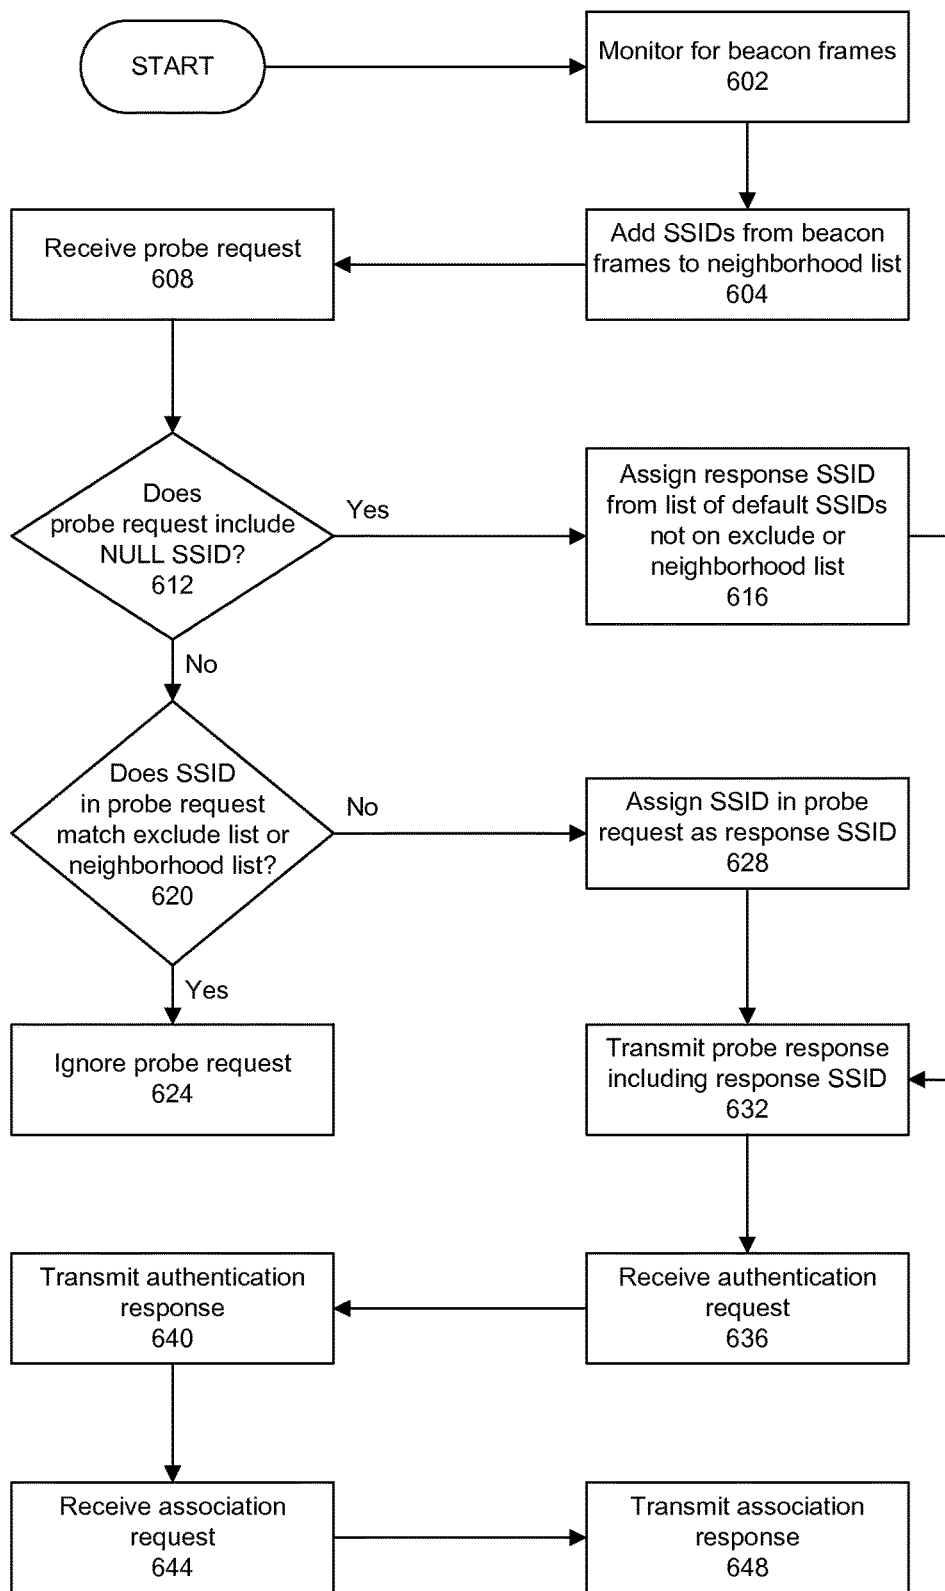 START
Monitor for beacon frames
602
Add SSIDs from beacon
frames to neighborhood list
604
Receive probe request
608
Does
probe request include
NULL SSID?
612
Yes
No
Assign response SSID
from list of default SSIDs
not on exclude or
neighborhood list
616
Does SSID
in probe request
match exclude list or
neighborhood list?
620
No
Yes
Assign SSID in probe
request as response SSID
628
Ignore probe request
624
Transmit probe response
including response SSID
632
Receive authentication
request
636
Transmit authentication
response
640
Receive association
request
644
Transmit association
response
648